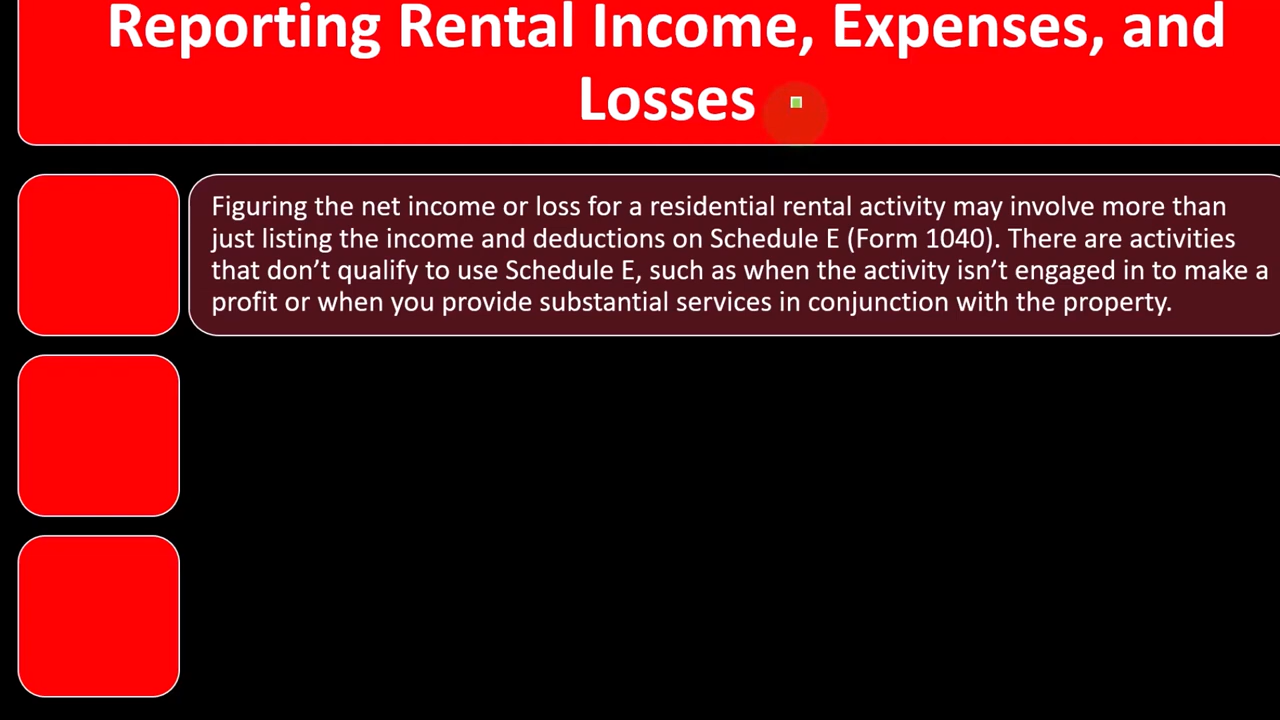 Reporting Rental Income, Expenses, and
Losses
Figuring the net income or loss for a residential rental activity may involve more than
just listing the income and deductions on Schedule E (Form 1040). There are activities
that don’t qualify to use Schedule E, such as when the activity isn’t engaged in to make a
profit or when you provide substantial services in conjunction with the property.